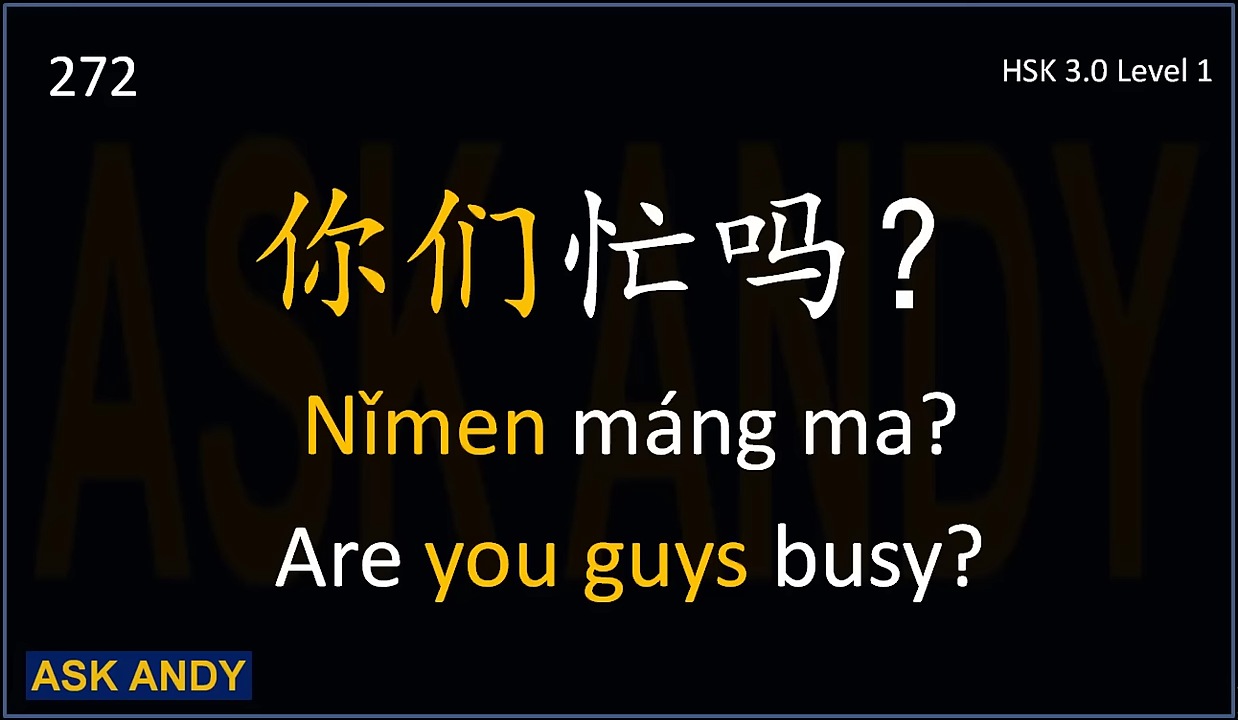 272
HSK 3.0 Level 1
ASK ANDY
你们忙吗？
Nǐmen máng ma?
Are you guys busy?
ASK ANDY